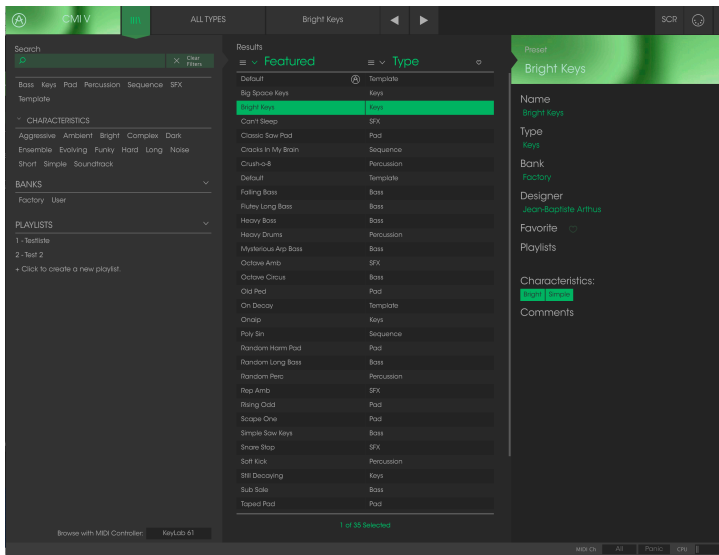 CMI V
ALL TYPES
Bright Keys
SCR
Search
Clear Filters
Bass Keys Pad Percussion Sequence SFX
Template
CHARACTERISTICS
Aggressive Ambient Bright Complex Dark
Ensemble Evolving Funky Hard Long Noise
Short Simple Soundtrack
BANKS
Factory User
PLAYLISTS
1 - Testliste
2 - Test 2
+ Click to create a new playlist.
Browse with MIDI Controller: KeyLab 61
Results
Featured Type
Default Template
Big Space Keys Keys
Bright Keys Keys
Can't Sleep SFX
Classic Saw Pad Pad
Cracks In My Brain Sequence
Crush-o-8 Percussion
Default Template
Falling Bass Bass
Flutey Long Bass Bass
Heavy Boss Bass
Heavy Drums Percussion
Mysterious Arp Bass Bass
Octave Amb SFX
Octave Circus Bass
Old Ped Pad
On Decay Template
Onaip Keys
Poly Sin Sequence
Random Harm Pad Pad
Random Long Bass Bass
Random Perc Percussion
Rep Amb SFX
Rising Odd Pad
Scape One Pad
Simple Saw Keys Bass
Snare Stop SFX
Soft Kick Percussion
Still Decaying Keys
Sub Sale Bass
Taped Pad Pad
1 of 35 Selected
Preset
Bright Keys
Name
Bright Keys
Type
Keys
Bank
Factory
Designer
Jean-Baptiste Arthus
Favorite
Playlists
Characteristics:
Bright Simple
Comments
MIDI Ch All Panic CPU